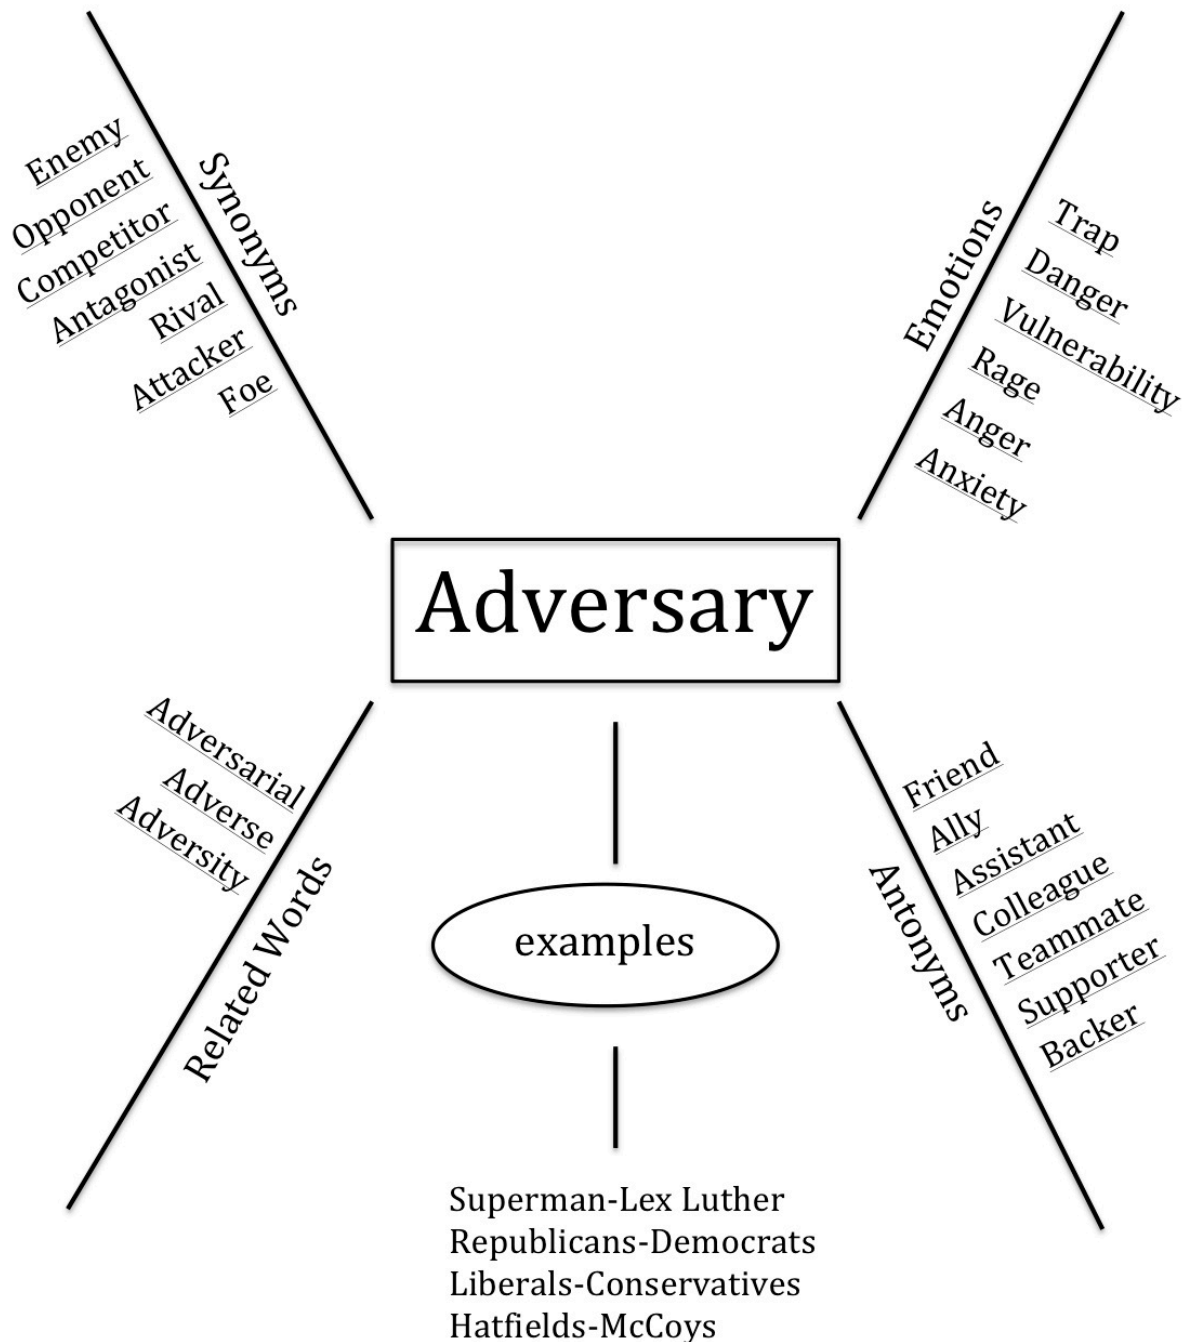 Synonyms
Enemy
Opponent
Competitor
Antagonist
Rival
Attacker
Foe
Emotions
Trap
Danger
Vulnerability
Rage
Anger
Anxiety
Adversary
Related Words
Adversarial
Adverse
Adversity
examples
Superman-Lex Luther
Republicans-Democrats
Liberals-Conservatives
Hatfields-McCoys
Antonyms
Friend
Ally
Assistant
Colleague
Teammate
Supporter
Backer